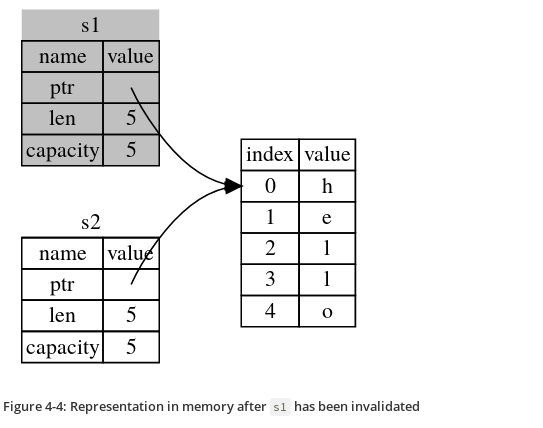 s1
name value
ptr
len 5
capacity 5
index value
0 h
1 e
2 l
3 l
4 o
s2
name value
ptr
len 5
capacity 5
Figure 4-4: Representation in memory after s1 has been invalidated